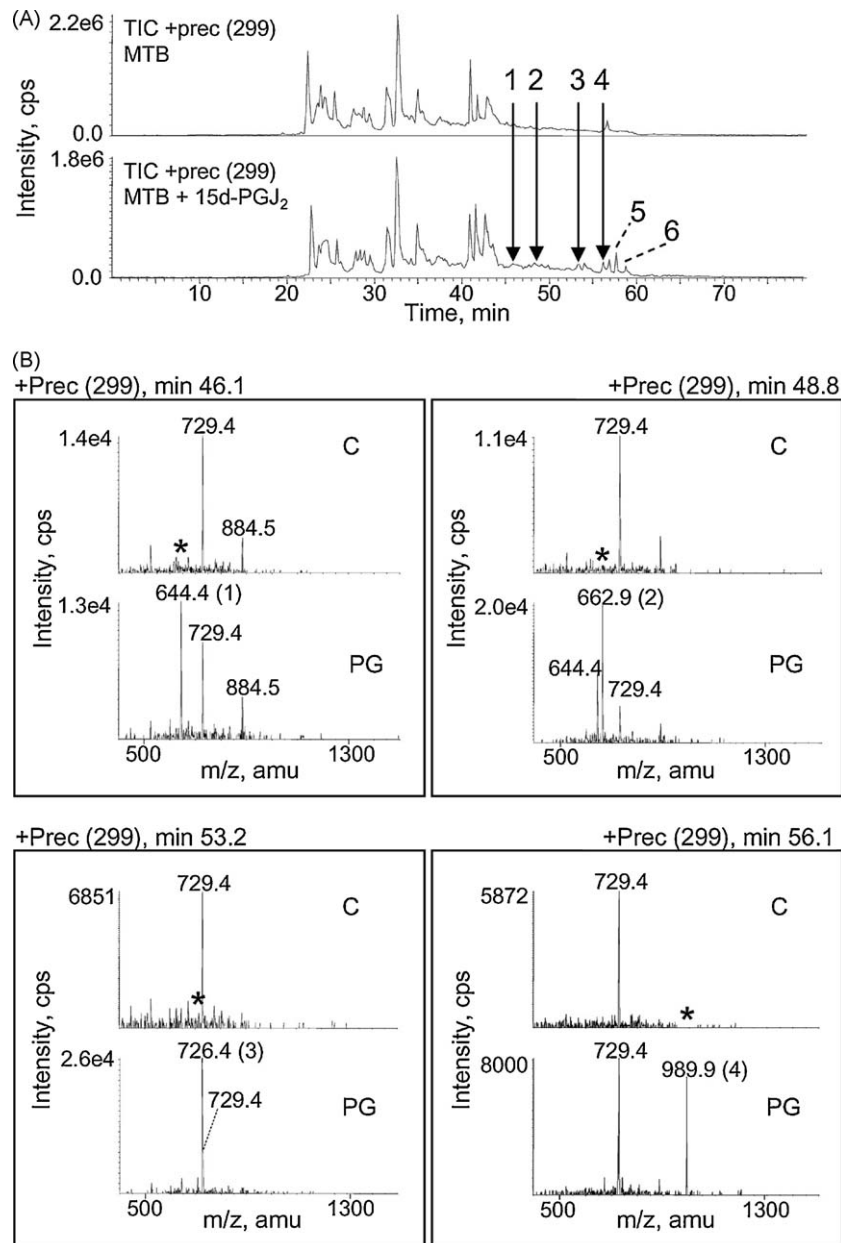 (A)
2.2e6
TIC +prec (299)
MTB
1 2 3 4
0.0
1.8e6
TIC +prec (299)
MTB + 15d-PGJ₂
5
6
0.0
Intensity, cps
10 20 30 40 50 60 70
Time, min
(B)
+Prec (299), min 46.1
1.4e4
729.4
C
884.5
*
1.3e4
644.4 (1)
729.4
PG
884.5
Intensity, cps
500 1300
m/z, amu
+Prec (299), min 48.8
1.1e4
729.4
C
*
2.0e4
662.9 (2)
644.4
729.4
PG
Intensity, cps
500 1300
m/z, amu
+Prec (299), min 53.2
6851
729.4
C
*
2.6e4
726.4 (3)
729.4
PG
Intensity, cps
500 1300
m/z, amu
+Prec (299), min 56.1
5872
729.4
C
*
8000
729.4
989.9 (4)
PG
Intensity, cps
500 1300
m/z, amu